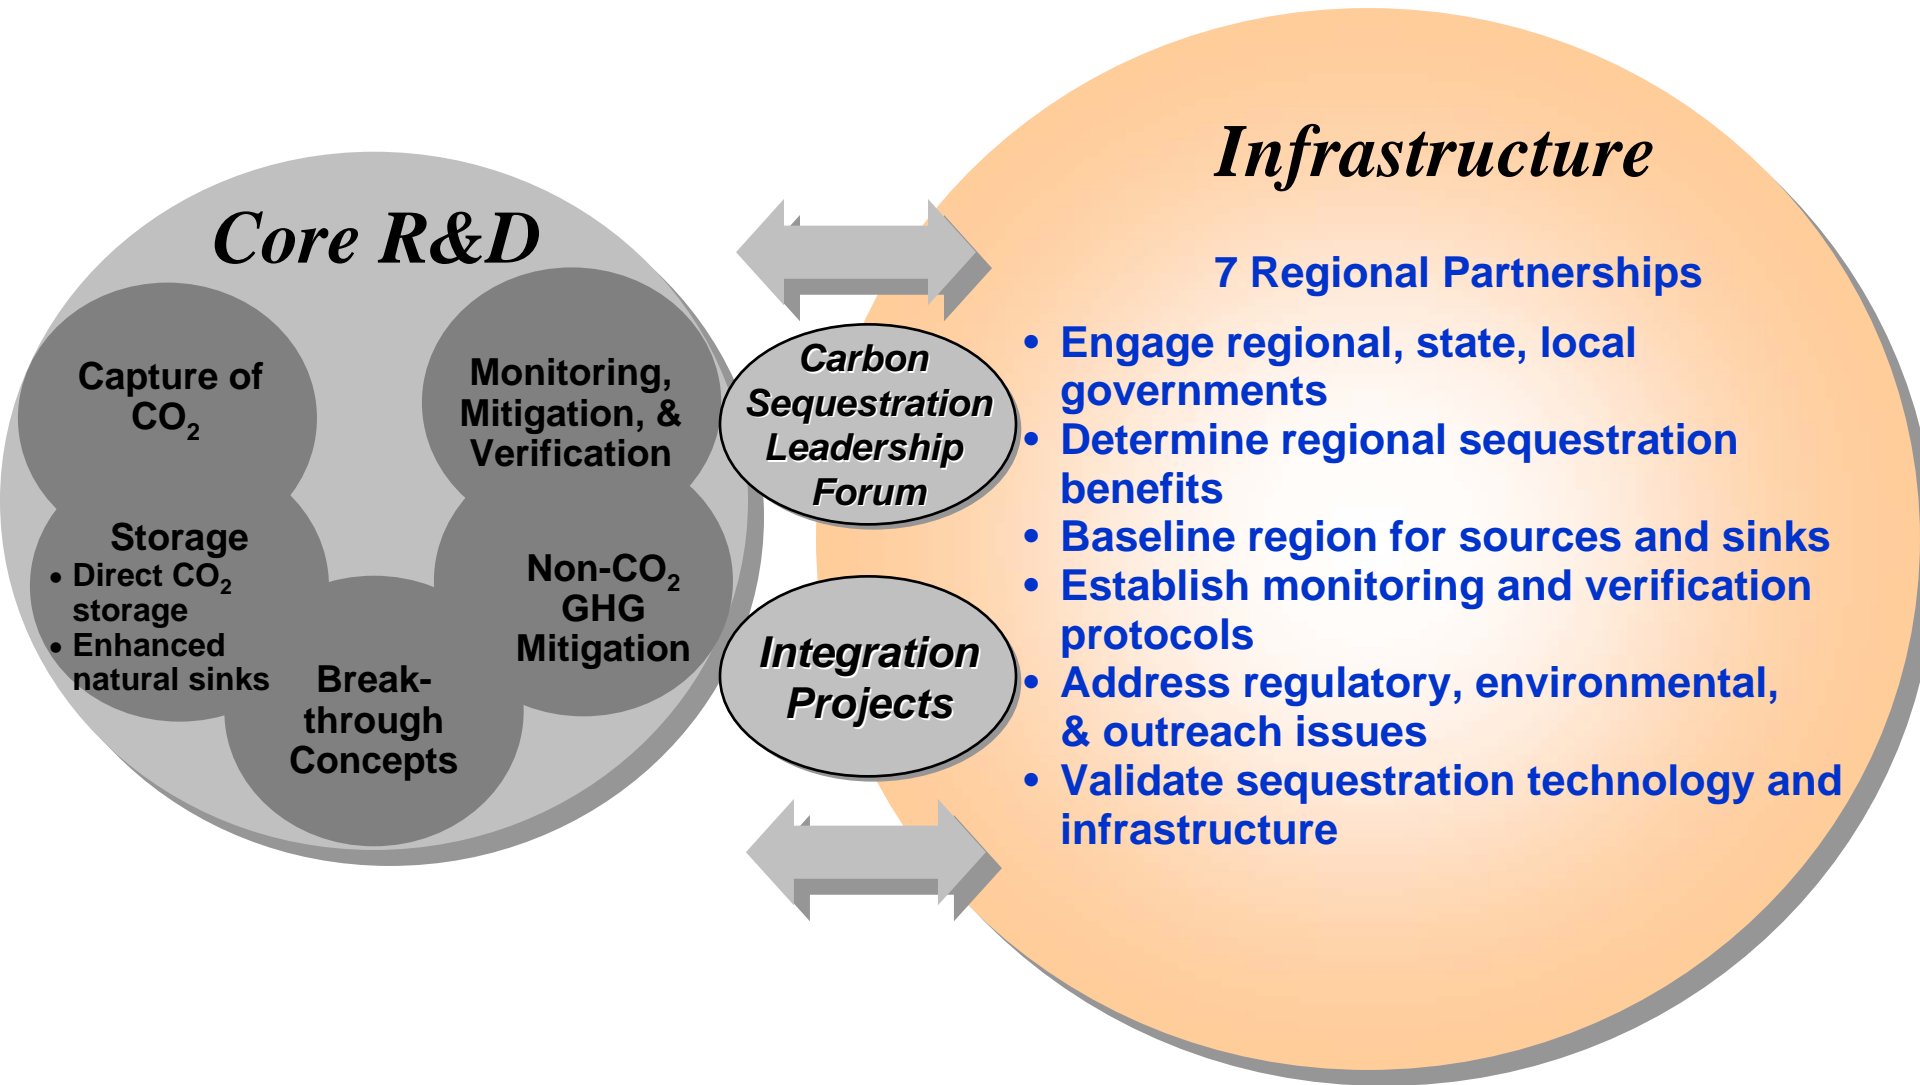 Core R&D
Capture of
CO₂
Monitoring,
Mitigation, &
Verification
Storage
• Direct CO₂
storage
• Enhanced
natural sinks
Break-
through
Concepts
Non-CO₂
GHG
Mitigation
Carbon
Sequestration
Leadership
Forum
Integration
Projects
Infrastructure
7 Regional Partnerships
• Engage regional, state, local
governments
• Determine regional sequestration
benefits
• Baseline region for sources and sinks
• Establish monitoring and verification
protocols
• Address regulatory, environmental,
& outreach issues
• Validate sequestration technology and
infrastructure